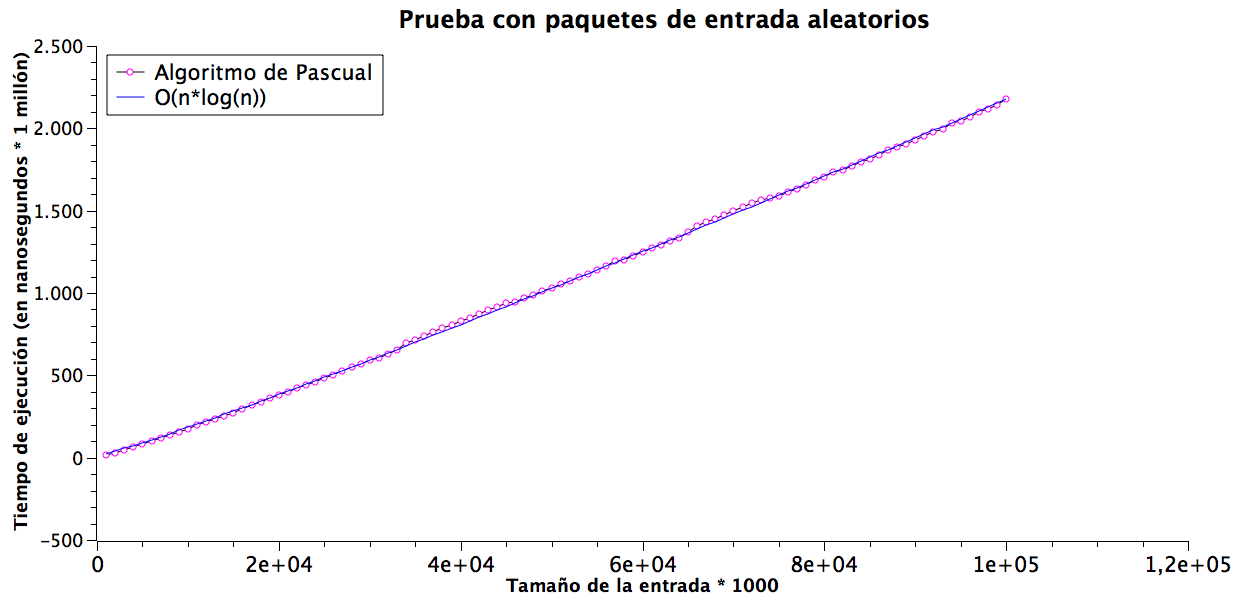 Prueba con paquetes de entrada aleatorios
Tiempo de ejecución (en nanosegundos * 1 millón)
2.500
2.000
1.500
1.000
500
0
−500
Algoritmo de Pascual
O(n*log(n))
0
2e+04
4e+04
6e+04
8e+04
1e+05
1,2e+05
Tamaño de la entrada * 1000